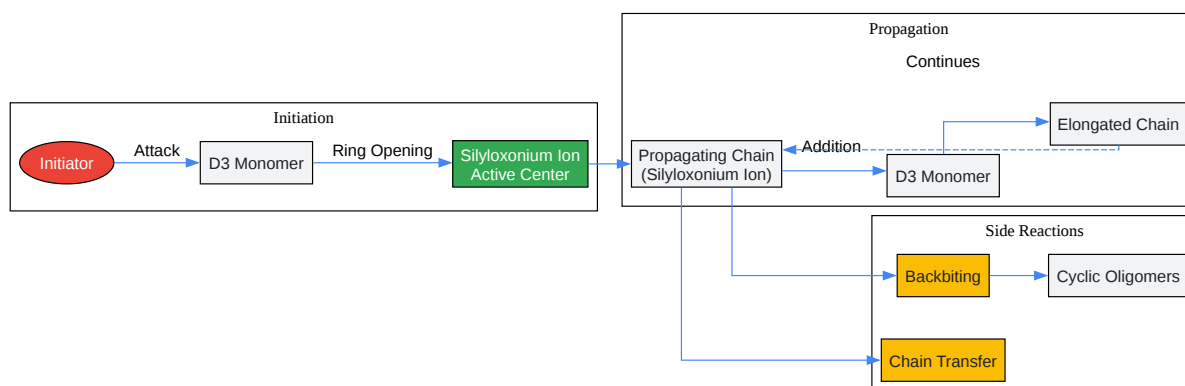 Propagation
Continues
Initiation
Initiator
Attack
D3 Monomer
Ring Opening
Silyloxonium Ion
Active Center
Propagating Chain
(Silyloxonium Ion)
Addition
D3 Monomer
Elongated Chain
Side Reactions
Backbiting
Cyclic Oligomers
Chain Transfer